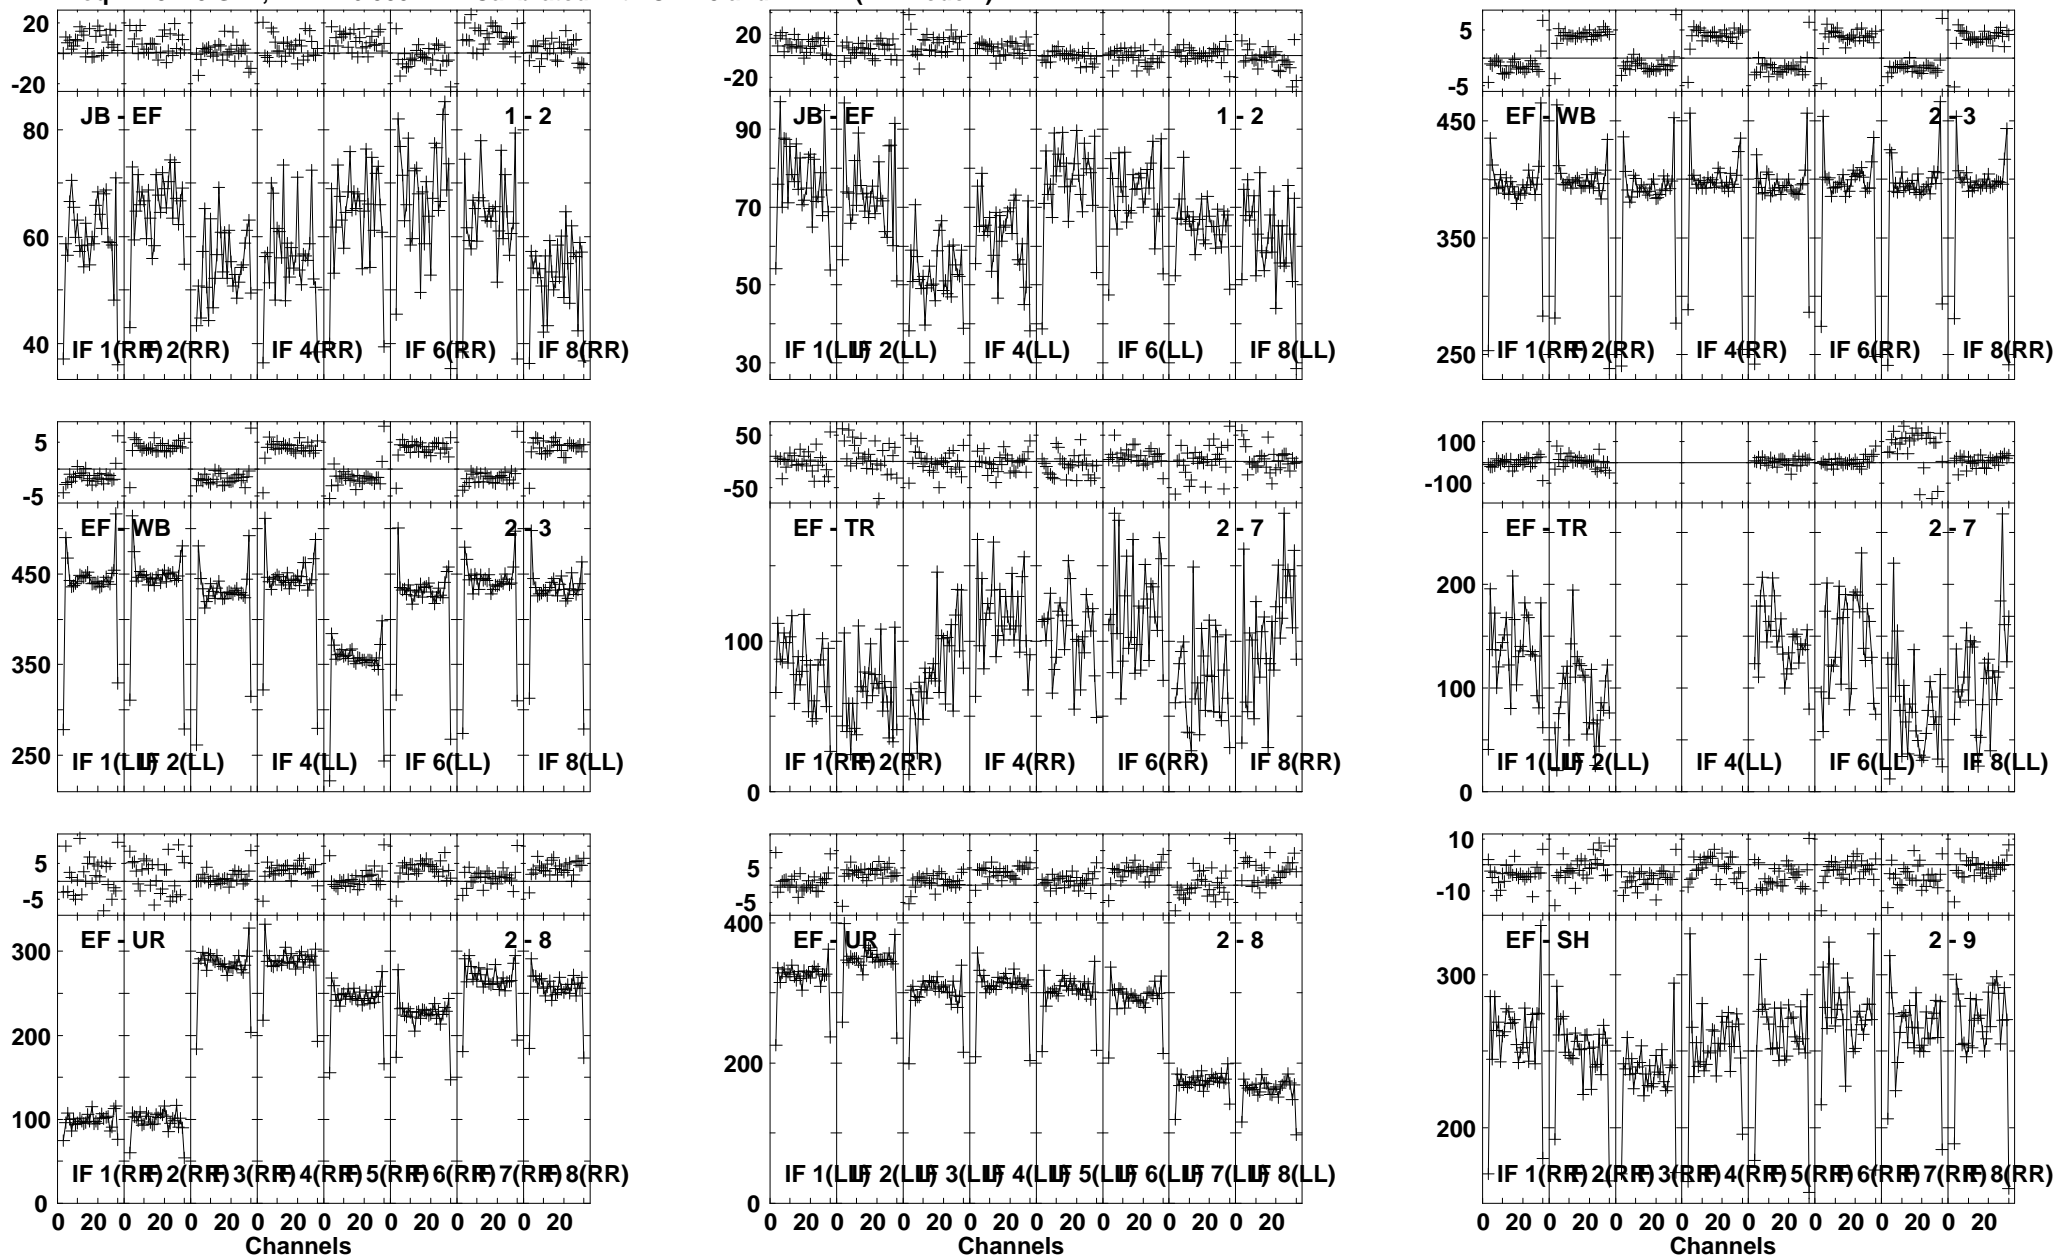 20 20 5
-20 -20 -5
JB - EF 1 - 2 JB - EF 1 - 2 EF - WB 2 - 3
80 90 450
60 70 350
50
40 IF 1(RR) IF 2(RR) IF 4(RR) IF 6(RR) IF 8(RR) IF 1(LL) IF 2(LL) IF 4(LL) IF 6(LL) IF 8(LL) 250 IF 1(RR) IF 2(RR) IF 4(RR) IF 6(RR) IF 8(RR)
30
5 50 100
-5 -50 -100
EF - WB 2 - 3 EF - TR 2 - 7 EF - TR 2 - 7
450 200
350 100 100
250 IF 1(LL) IF 2(LL) IF 4(LL) IF 6(LL) IF 8(LL) IF 1(RR) IF 2(RR) IF 4(RR) IF 6(RR) IF 8(RR) IF 1(LL) IF 2(LL) IF 4(LL) IF 6(LL) IF 8(LL)
0 0
5 5 10
-5 -5 -10
EF - UR 2 - 8 EF - UR 2 - 8 EF - SH 2 - 9
300 400 300
200 200 200
100
IF 1(RR) IF 2(RR) IF 3(RR) IF 4(RR) IF 5(RR) IF 6(RR) IF 7(RR) IF 8(RR) IF 1(LL) IF 2(LL) IF 3(LL) IF 4(LL) IF 5(LL) IF 6(LL) IF 7(LL) IF 8(LL) IF 1(RR) IF 2(RR) IF 3(RR) IF 4(RR) IF 5(RR) IF 6(RR) IF 7(RR) IF 8(RR)
0 0
0 20 0 20 0 20 0 20 0 20 0 20 0 20 0 20 0 20 0 20 0 20 0 20 0 20 0 20 0 20 0 20 0 20 0 20 0 20 0 20 0 20 0 20 0 20 0 20
Channels Channels Channels